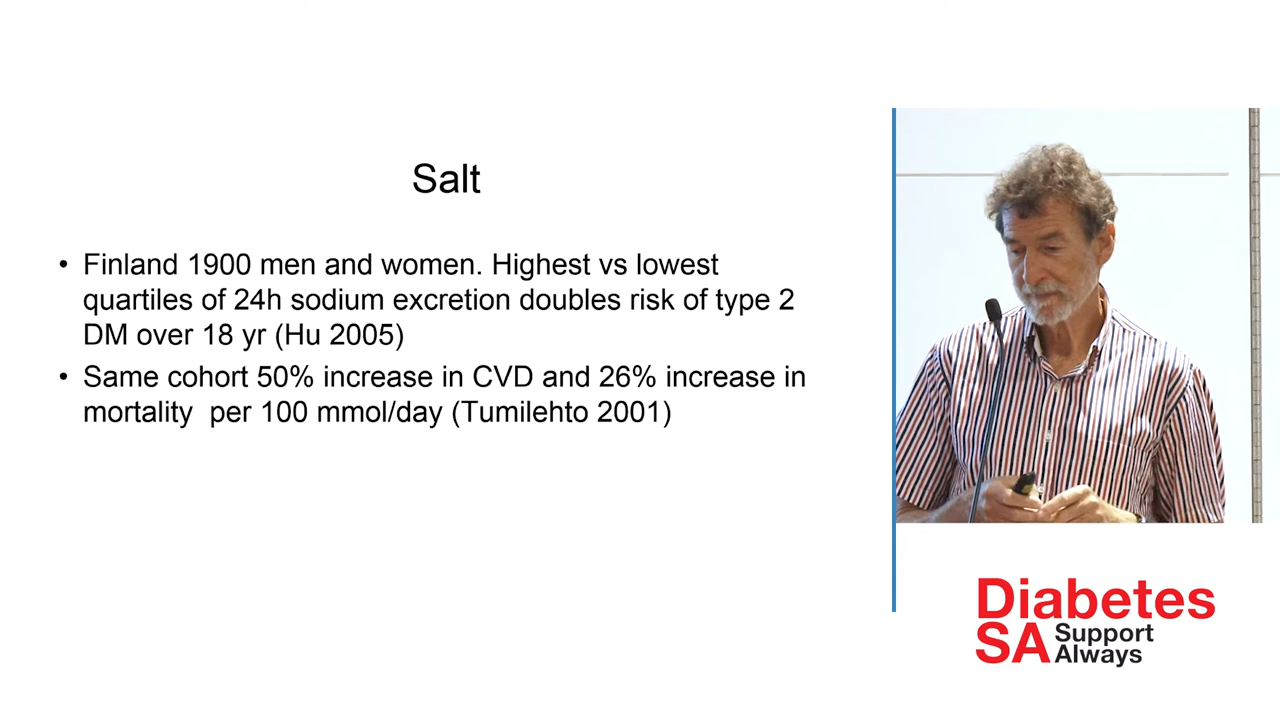 Salt
• Finland 1900 men and women. Highest vs lowest
quartiles of 24h sodium excretion doubles risk of type 2
DM over 18 yr (Hu 2005)
• Same cohort 50% increase in CVD and 26% increase in
mortality  per 100 mmol/day (Tumilehto 2001)
Diabetes
SA Support
Always